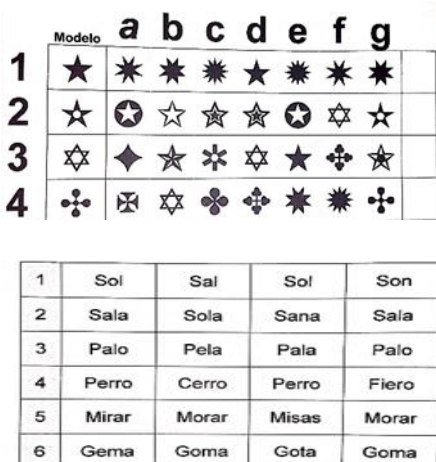 Modelo a b c d e f g
1
2
3
4
1 Sol Sal Sol Son
2 Sala Sola Sana Sala
3 Palo Pela Pala Palo
4 Perro Cerro Perro Fiero
5 Mirar Morar Misas Morar
6 Gema Goma Gota Goma